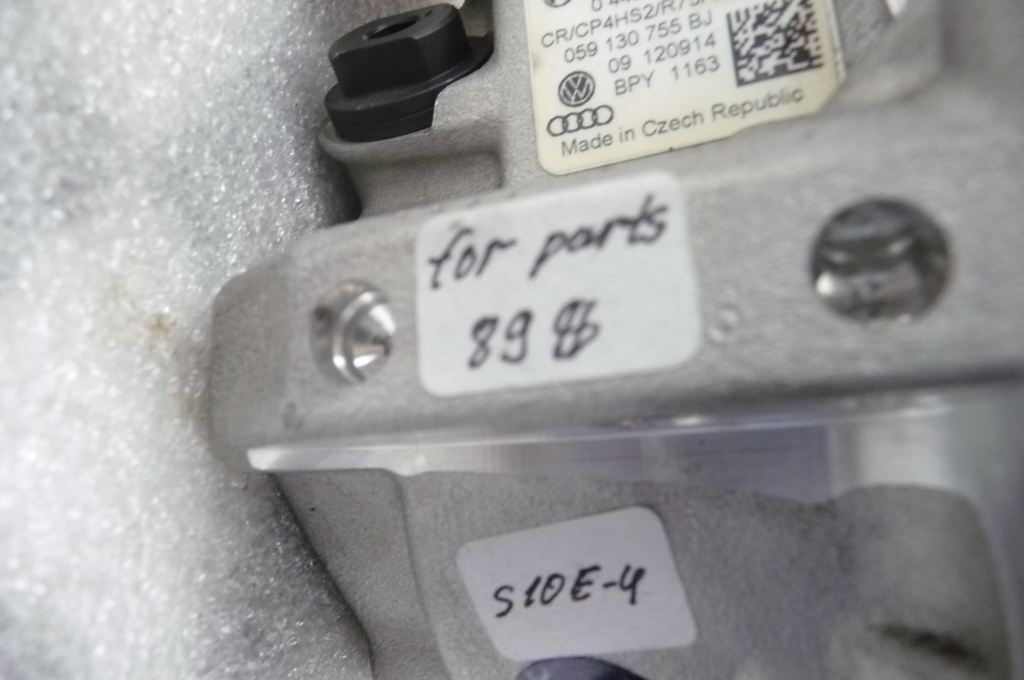 CR/CP4HS2/R75
059 130 755 BJ
09 120914
BPY 1163
Made in Czech Republic
for parts
89
S10E-4